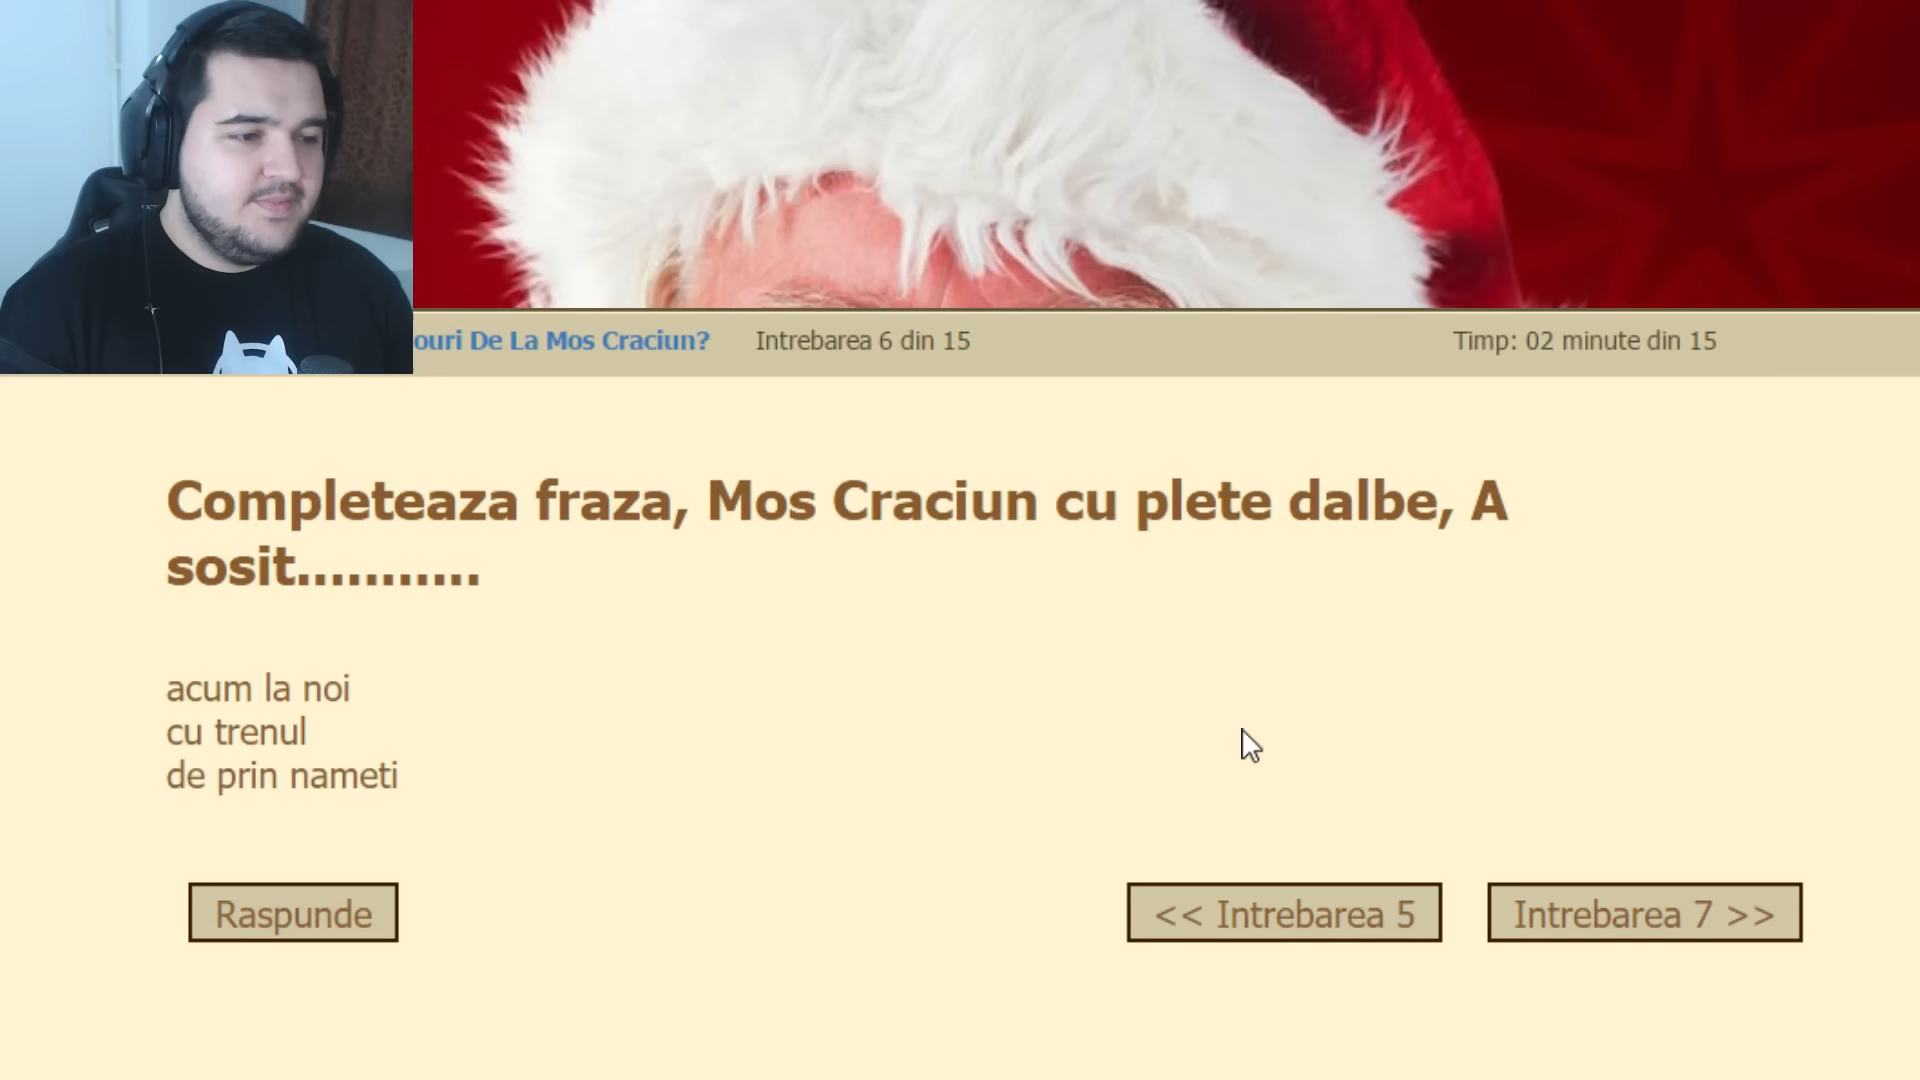 ouri De La Mos Craciun? Intrebarea 6 din 15 Timp: 02 minute din 15
Completeaza fraza, Mos Craciun cu plete dalbe, A
sosit...........
acum la noi
cu trenul
de prin nameti
Raspunde << Intrebarea 5 Intrebarea 7 >>